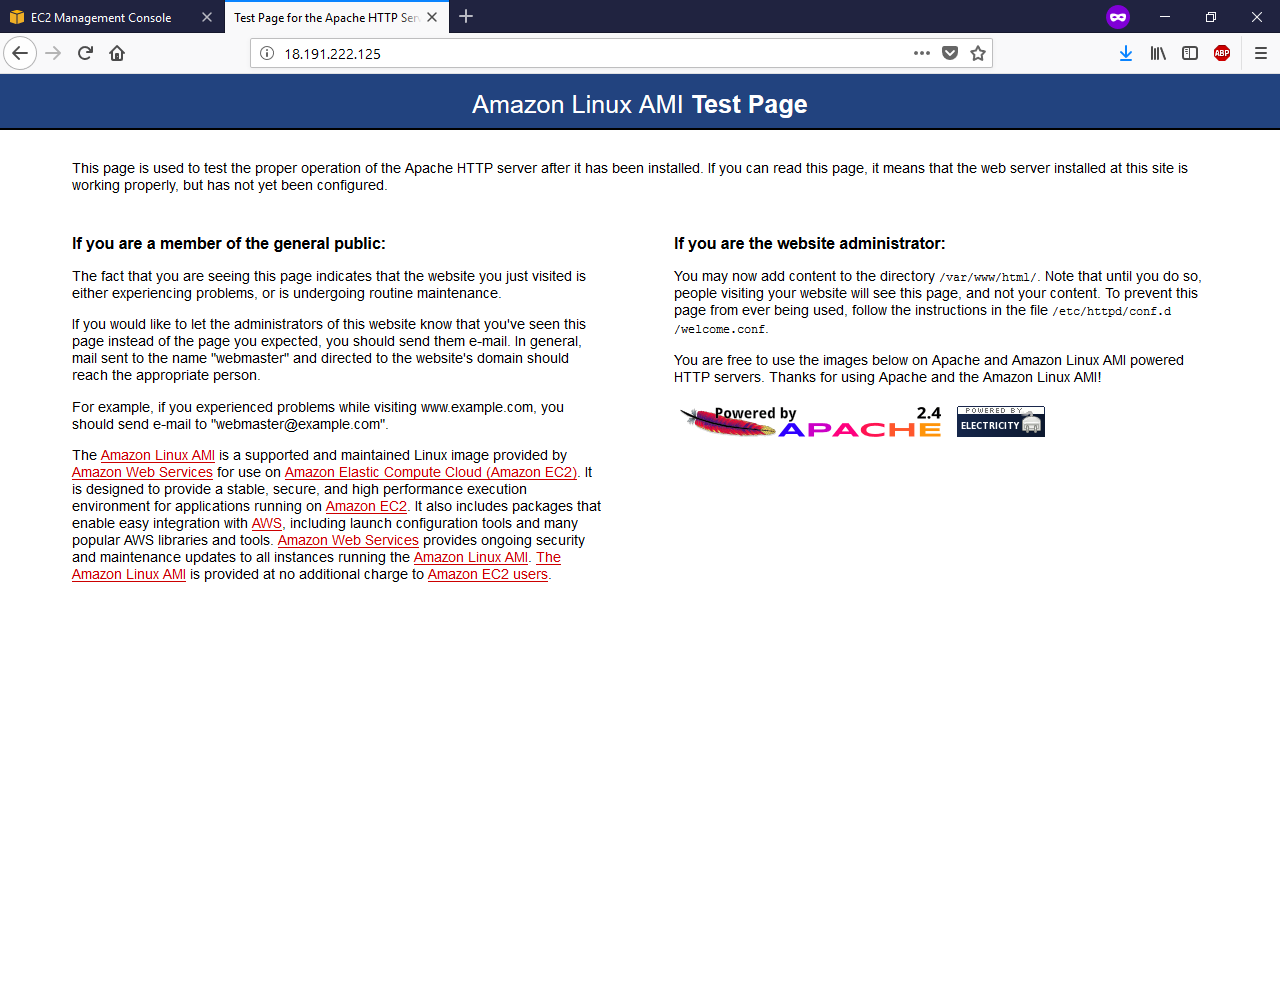 EC2 Management Console
Test Page for the Apache HTTP Ser
18.191.222.125
ABP
Amazon Linux AMI Test Page
This page is used to test the proper operation of the Apache HTTP server after it has been installed. If you can read this page, it means that the web server installed at this site is
working properly, but has not yet been configured.
If you are a member of the general public:
The fact that you are seeing this page indicates that the website you just visited is
either experiencing problems, or is undergoing routine maintenance.
If you would like to let the administrators of this website know that you've seen this
page instead of the page you expected, you should send them e-mail. In general,
mail sent to the name "webmaster" and directed to the website's domain should
reach the appropriate person.
For example, if you experienced problems while visiting www.example.com, you
should send e-mail to "webmaster@example.com".
The Amazon Linux AMI is a supported and maintained Linux image provided by
Amazon Web Services for use on Amazon Elastic Compute Cloud (Amazon EC2). It
is designed to provide a stable, secure, and high performance execution
environment for applications running on Amazon EC2. It also includes packages that
enable easy integration with AWS, including launch configuration tools and many
popular AWS libraries and tools. Amazon Web Services provides ongoing security
and maintenance updates to all instances running the Amazon Linux AMI. The
Amazon Linux AMI is provided at no additional charge to Amazon EC2 users.
If you are the website administrator:
You may now add content to the directory /var/www/html/. Note that until you do so,
people visiting your website will see this page, and not your content. To prevent this
page from ever being used, follow the instructions in the file /etc/httpd/conf.d
/welcome.conf.
You are free to use the images below on Apache and Amazon Linux AMI powered
HTTP servers. Thanks for using Apache and the Amazon Linux AMI!
Powered by 2.4
APACHE
POWERED BY
ELECTRICITY